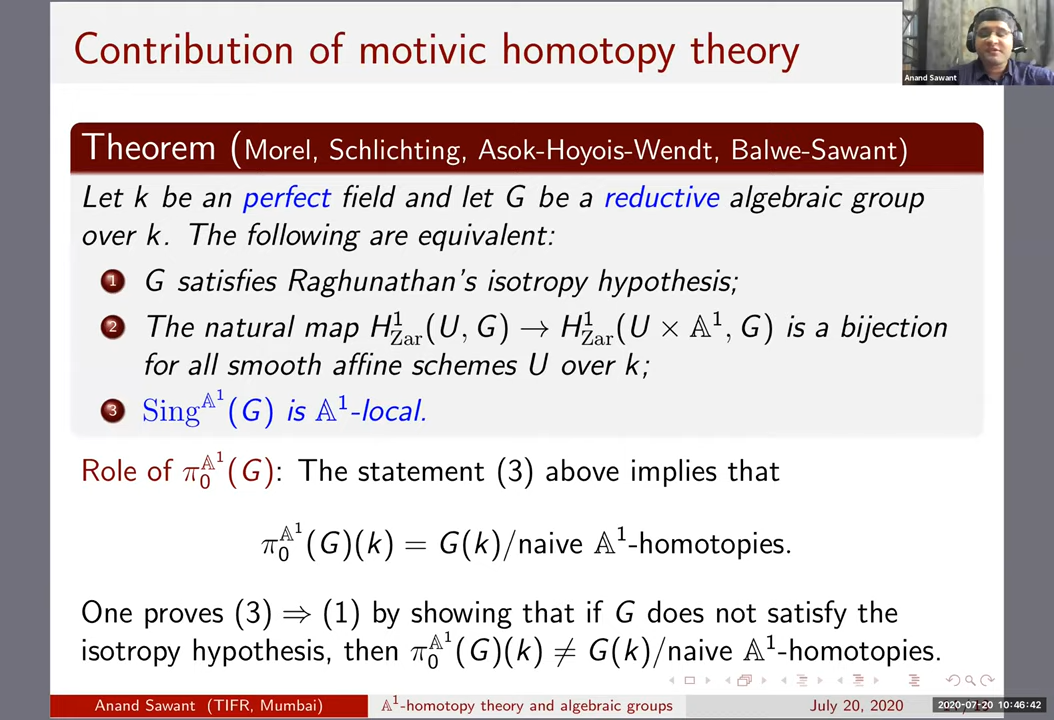 Contribution of motivic homotopy theory
Anand Sawant
Theorem (Morel, Schlichting, Asok-Hoyois-Wendt, Balwe-Sawant)
Let k be an perfect field and let G be a reductive algebraic group
over k. The following are equivalent:
1 G satisfies Raghunathan's isotropy hypothesis;
2 The natural map H¹_Zar(U, G) → H¹_Zar(U × 𝔸¹, G) is a bijection
for all smooth affine schemes U over k;
3 Sing^{𝔸¹}(G) is 𝔸¹-local.
Role of π₀^{𝔸¹}(G): The statement (3) above implies that
π₀^{𝔸¹}(G)(k) = G(k)/naive 𝔸¹-homotopies.
One proves (3) ⇒ (1) by showing that if G does not satisfy the
isotropy hypothesis, then π₀^{𝔸¹}(G)(k) ≠ G(k)/naive 𝔸¹-homotopies.
Anand Sawant (TIFR, Mumbai) 𝔸¹-homotopy theory and algebraic groups July 20, 2020 2020-07-20 10:46:42